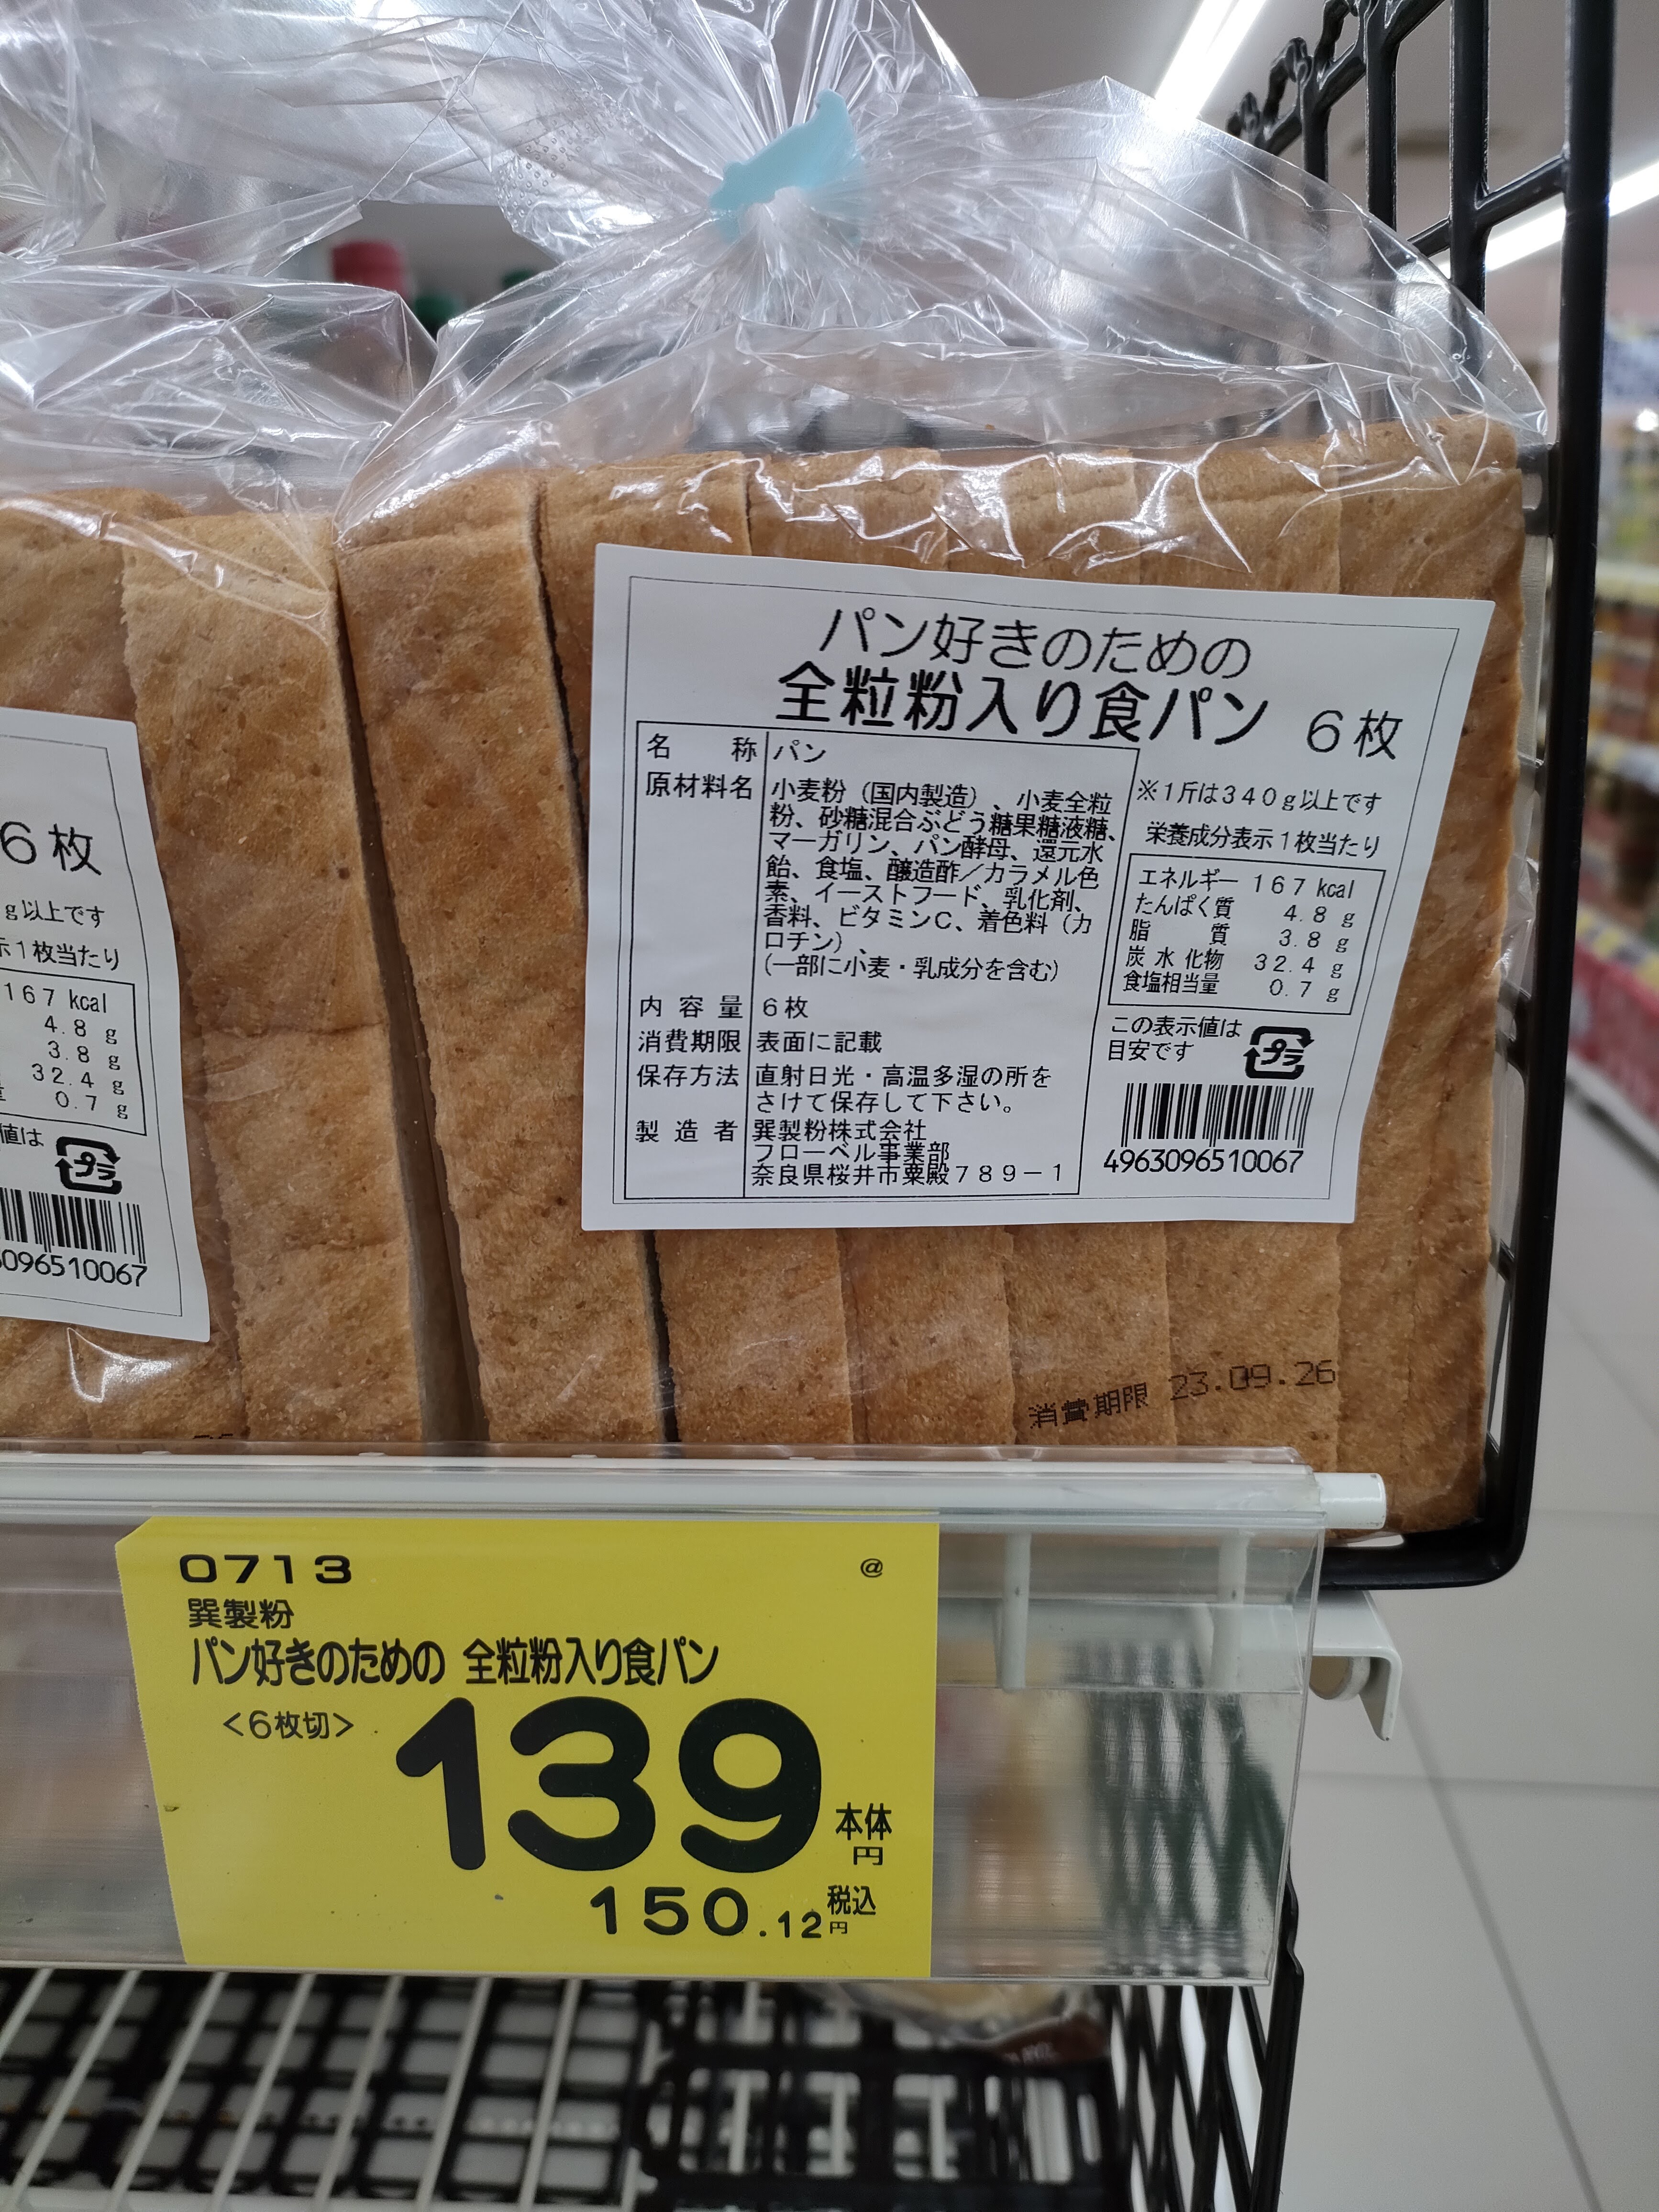 パン好きのための
全粒粉入り食パン 6枚
名称 パン
原材料名 小麦粉(国内製造)、小麦全粒
粉、砂糖混合ぶどう糖果糖液糖、
マーガリン、パン酵母、還元水
飴、食塩、醸造酢/カラメル色
素、イーストフード、乳化剤、
香料、ビタミンC、着色料(カ
ロチン)、
(一部に小麦・乳成分を含む)
内容量 6枚
消費期限 表面に記載
保存方法 直射日光・高温多湿の所を
さけて保存して下さい。
製造者 巽製粉株式会社
フローベル事業部
奈良県桜井市粟殿789-1
※1斤は340g以上です
栄養成分表示1枚当たり
エネルギー 167kcal
たんぱく質 4.8g
脂質 3.8g
炭水化物 32.4g
食塩相当量 0.7g
この表示値は
目安です
プラ
4963096510067
消費期限 23.09.26
6枚
g以上です
示1枚当たり
167kcal
4.8g
3.8g
32.4g
量 0.7g
値は
プラ
096510067
0713 @
巽製粉
パン好きのための 全粒粉入り食パン
<6枚切>
139 本体
円
150.12 税込
円